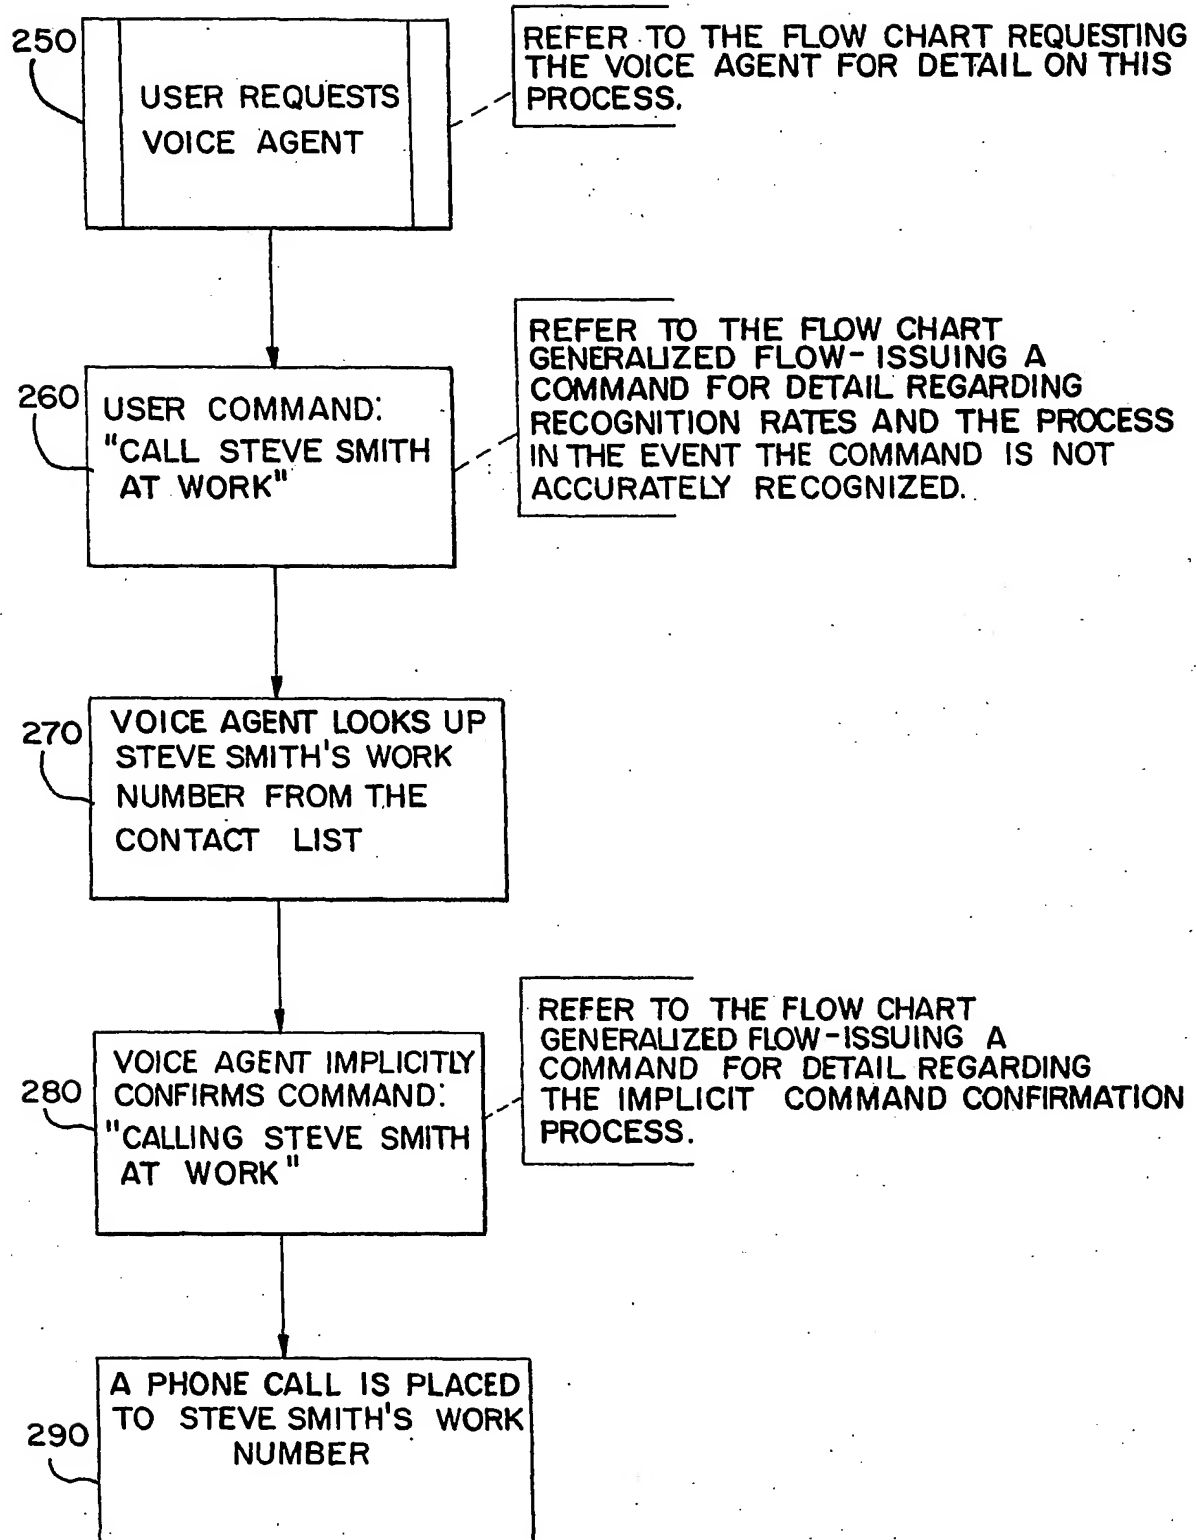 250
USER REQUESTS
VOICE AGENT
REFER TO THE FLOW CHART REQUESTING
THE VOICE AGENT FOR DETAIL ON THIS
PROCESS.
260
USER COMMAND:
"CALL STEVE SMITH
AT WORK"
REFER TO THE FLOW CHART
GENERALIZED FLOW-ISSUING A
COMMAND FOR DETAIL REGARDING
RECOGNITION RATES AND THE PROCESS
IN THE EVENT THE COMMAND IS NOT
ACCURATELY RECOGNIZED.
270
VOICE AGENT LOOKS UP
STEVE SMITH'S WORK
NUMBER FROM THE
CONTACT LIST
280
VOICE AGENT IMPLICITLY
CONFIRMS COMMAND:
"CALLING STEVE SMITH
AT WORK"
REFER TO THE FLOW CHART
GENERALIZED FLOW-ISSUING A
COMMAND FOR DETAIL REGARDING
THE IMPLICIT COMMAND CONFIRMATION
PROCESS.
290
A PHONE CALL IS PLACED
TO STEVE SMITH'S WORK
NUMBER